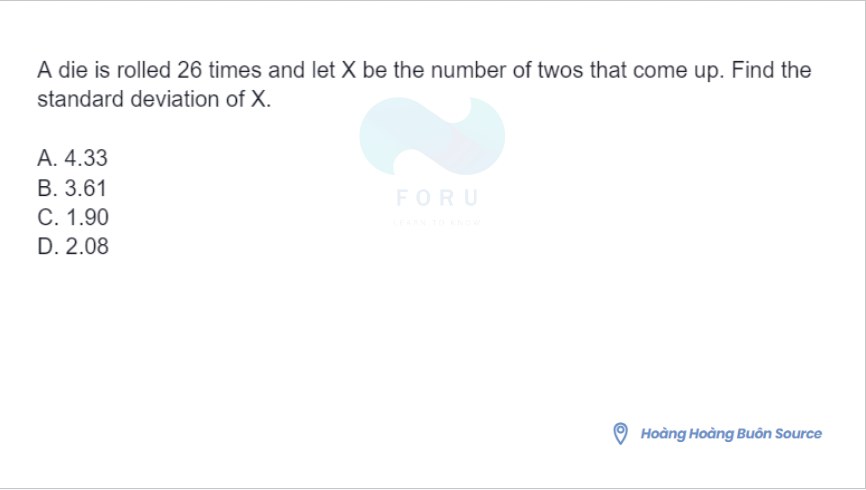 A die is rolled 26 times and let X be the number of twos that come up. Find the
standard deviation of X.
A. 4.33
B. 3.61
C. 1.90
D. 2.08
FORU
Hoàng Hoàng Buôn Source